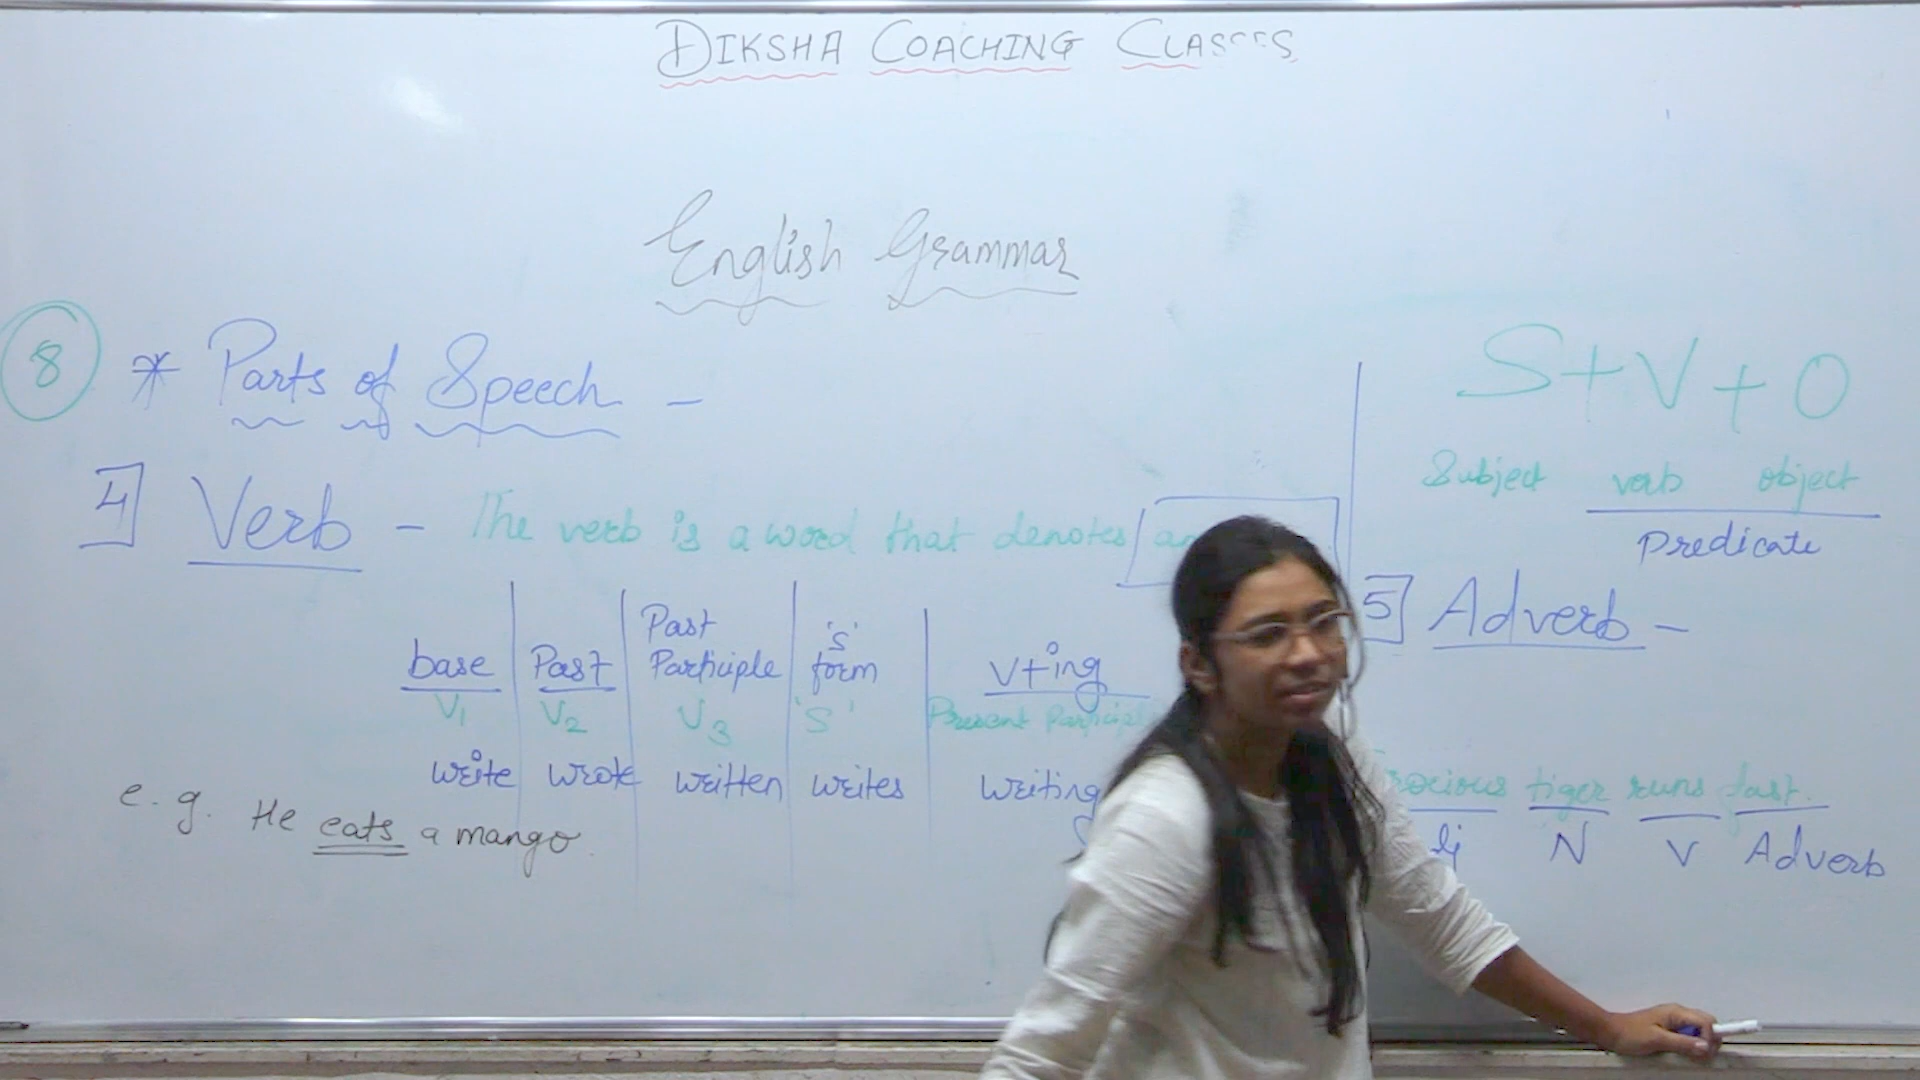 DIKSHA COACHING CLASSES
English Grammar
8 * Parts of Speech -
4] Verb - The verb is a word that denotes
base | Past | Past Participle | 's' form | V+ing
V1 V2 V3 's' Present Participle
write wrote written writes writing
e.g. He eats a mango.
S+V+O
Subject verb object
Predicate
5] Adverb -
tiger runs fast.
N V Adverb